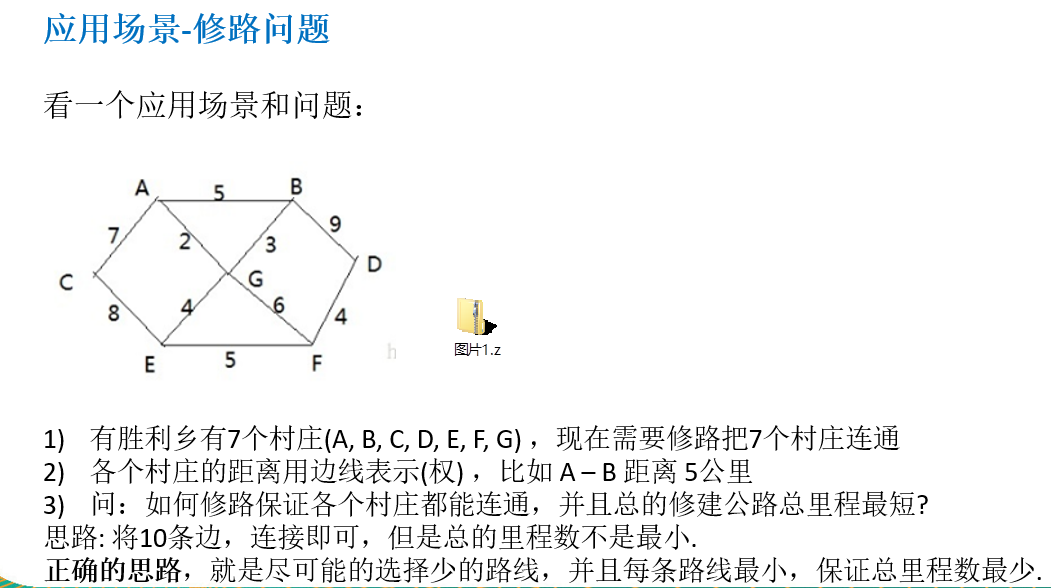 应用场景-修路问题
看一个应用场景和问题：
A 5 B
9
7 2 3
D
C G
8 4 6 4
h
图片1.z
E 5 F
1) 有胜利乡有7个村庄(A, B, C, D, E, F, G) ，现在需要修路把7个村庄连通
2) 各个村庄的距离用边线表示(权) ，比如 A – B 距离 5公里
3) 问：如何修路保证各个村庄都能连通，并且总的修建公路总里程最短?
思路: 将10条边，连接即可，但是总的里程数不是最小.
正确的思路，就是尽可能的选择少的路线，并且每条路线最小，保证总里程数最少.